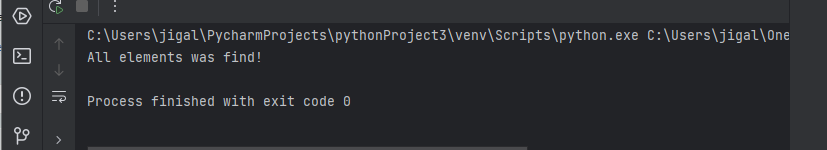 C:\Users\jigal\PycharmProjects\pythonProject3\venv\Scripts\python.exe C:\Users\jigal\One
All elements was find!
Process finished with exit code 0